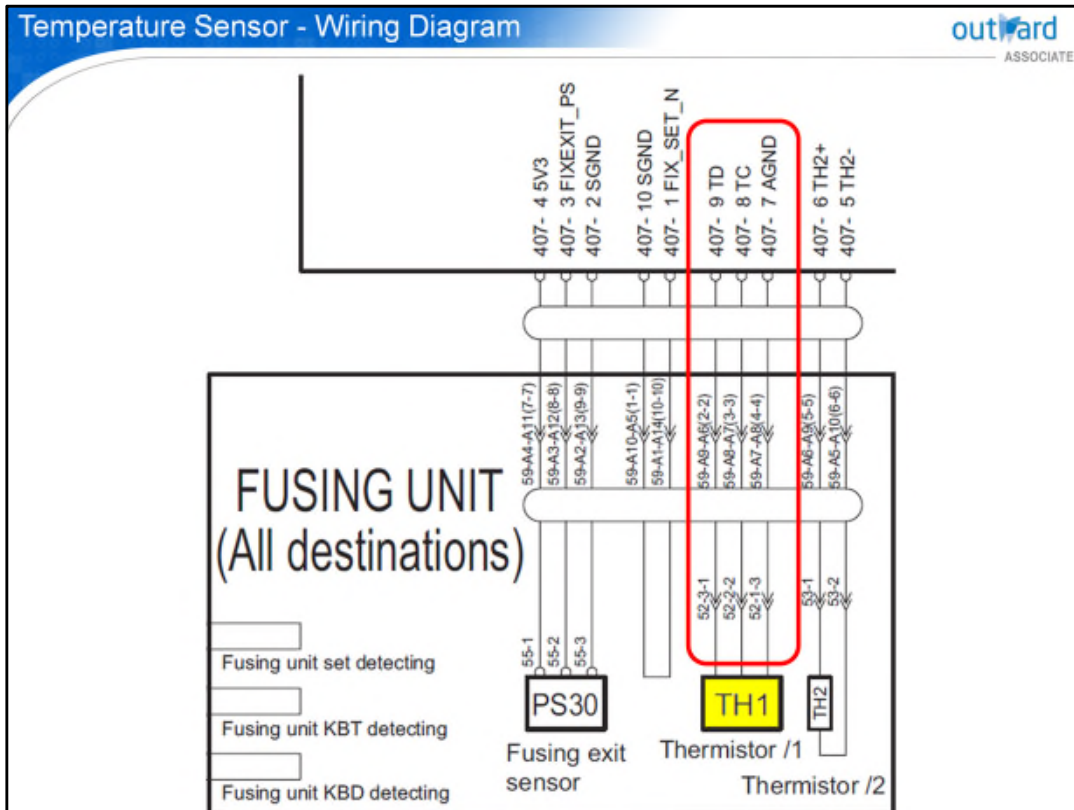 Temperature Sensor - Wiring Diagram
outward
ASSOCIATE
407- 4 5V3
407- 3 FIXEXIT_PS
407- 2 SGND
407- 10 SGND
407- 1 FIX_SET_N
407- 9 TD
407- 8 TC
407- 7 AGND
407- 6 TH2+
407- 5 TH2-
59-A4-A11(7-7)
59-A3-A12(8-8)
59-A2-A13(9-9)
59-A10-A5(1-1)
59-A1-A14(10-10)
59-A9-A6(2-2)
59-A8-A7(3-3)
59-A7-A8(4-4)
59-A6-A9(5-5)
59-A5-A10(6-6)
FUSING UNIT
(All destinations)
52-3-1
52-2-2
52-1-3
53-1
53-2
55-1
55-2
55-3
Fusing unit set detecting
PS30
TH1
TH2
Fusing unit KBT detecting
Fusing exit
sensor
Thermistor /1
Thermistor /2
Fusing unit KBD detecting